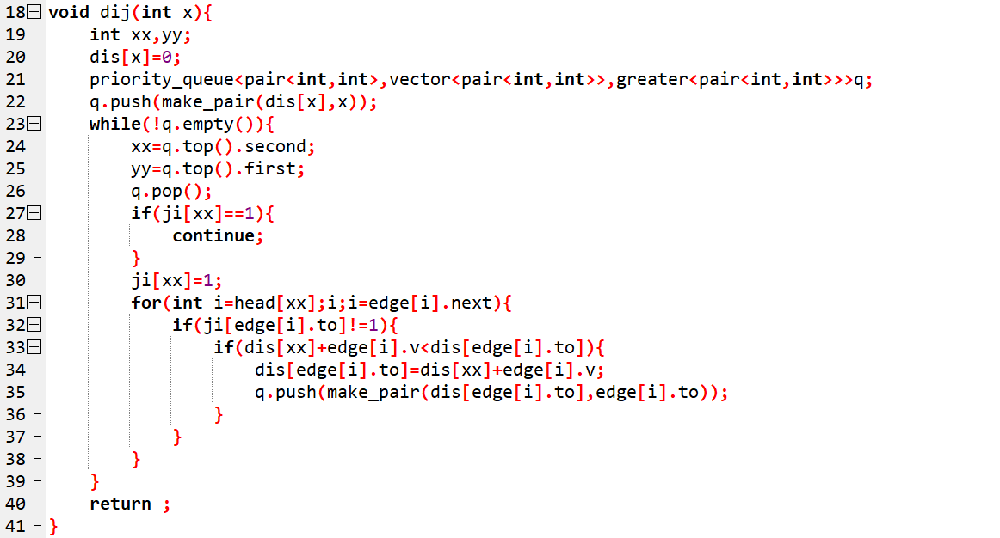 18 void dij(int x){
19 int xx,yy;
20 dis[x]=0;
21 priority_queue<pair<int,int>,vector<pair<int,int>>,greater<pair<int,int>>>q;
22 q.push(make_pair(dis[x],x));
23 while(!q.empty()){
24 xx=q.top().second;
25 yy=q.top().first;
26 q.pop();
27 if(ji[xx]==1){
28 continue;
29 }
30 ji[xx]=1;
31 for(int i=head[xx];i;i=edge[i].next){
32 if(ji[edge[i].to]!=1){
33 if(dis[xx]+edge[i].v<dis[edge[i].to]){
34 dis[edge[i].to]=dis[xx]+edge[i].v;
35 q.push(make_pair(dis[edge[i].to],edge[i].to));
36 }
37 }
38 }
39 }
40 return ;
41 }